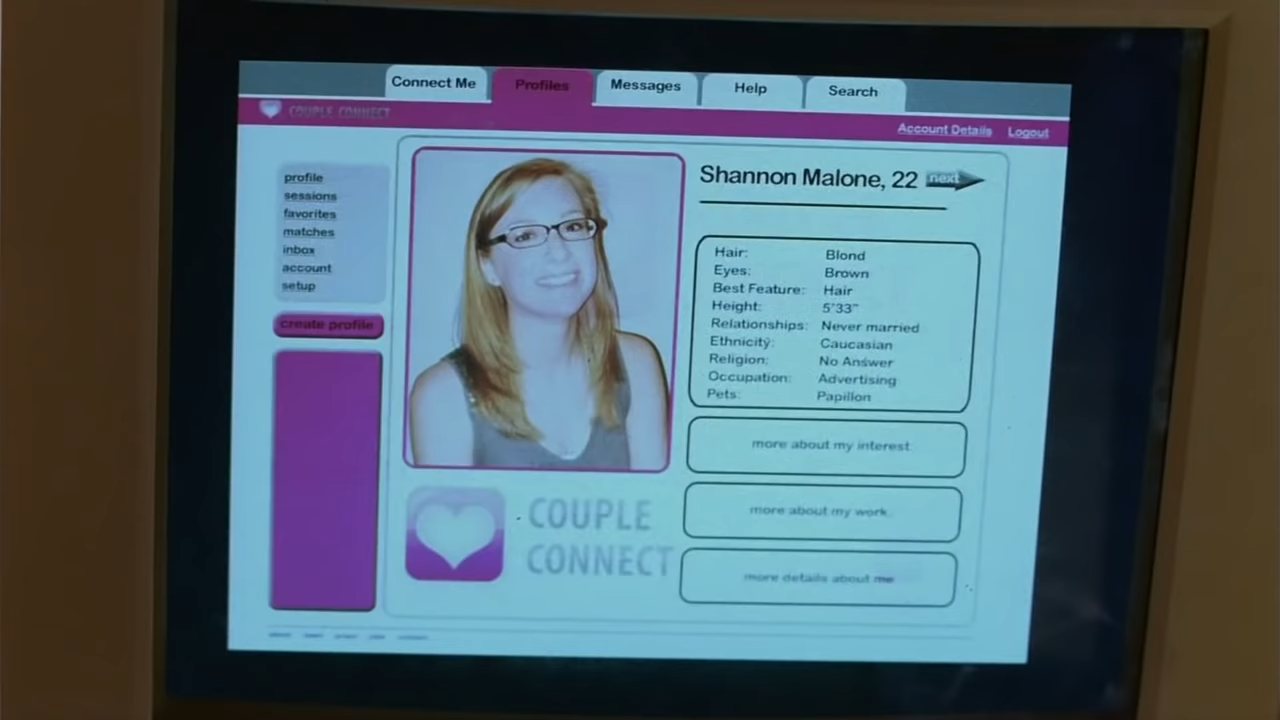 Connect Me
Profiles
Messages
Help
Search
COUPLE CONNECT
Account Details
Logout
profile
sessions
favorites
matches
inbox
account
setup
create profile
Shannon Malone, 22
next
Hair: Blond
Eyes: Brown
Best Feature: Hair
Height: 5'33"
Relationships: Never married
Ethnicity: Caucasian
Religion: No Answer
Occupation: Advertising
Pets: Papillon
more about my interest
more about my work
more details about me
COUPLE
CONNECT